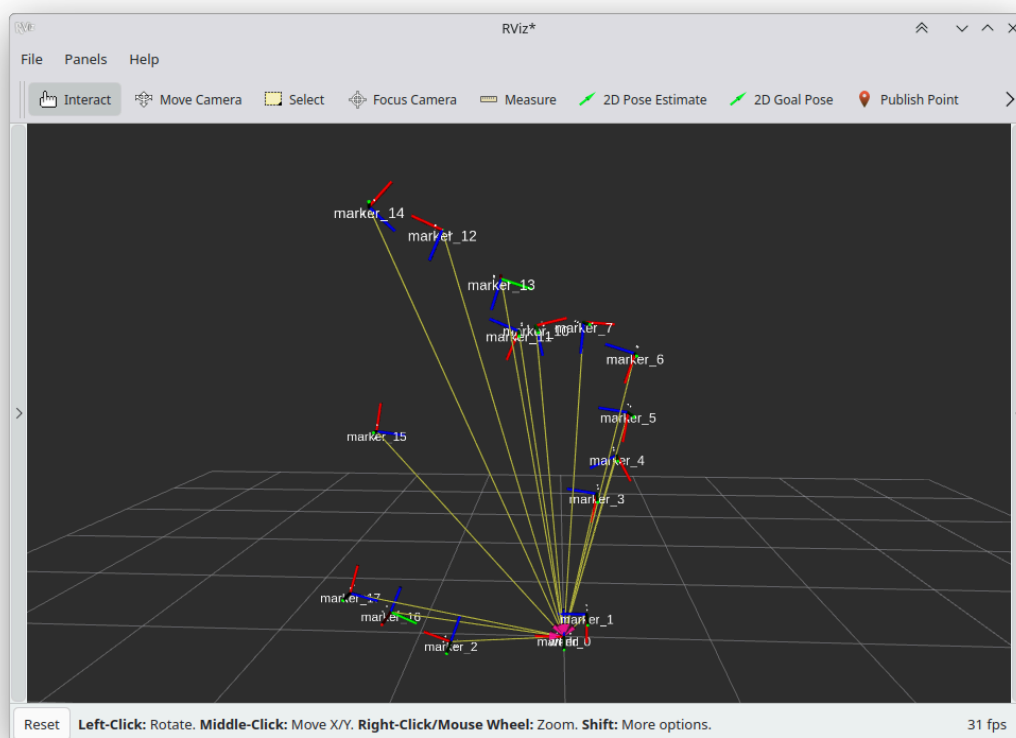 RViz
RViz*
File Panels Help
Interact Move Camera Select Focus Camera Measure 2D Pose Estimate 2D Goal Pose Publish Point
marker_14
marker_12
marker_13
marker_7
marker_11
marker_6
marker_5
marker_15
marker_4
marker_3
marker_17
marker_16
marker_1
marker_2
Reset Left-Click: Rotate. Middle-Click: Move X/Y. Right-Click/Mouse Wheel: Zoom. Shift: More options. 31 fps